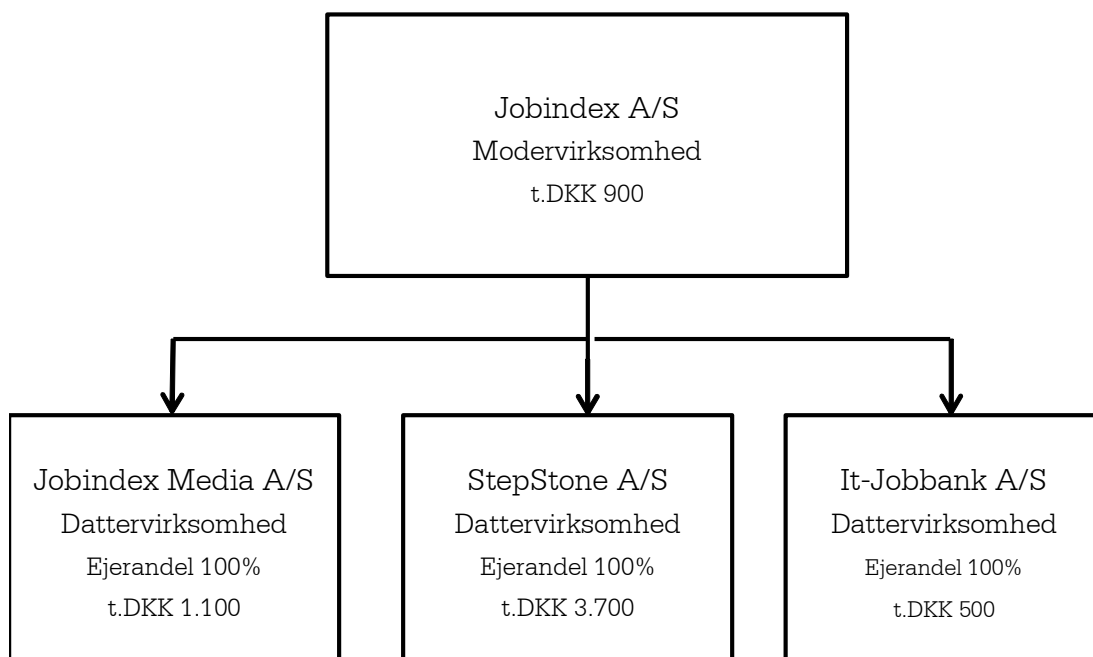 Jobindex A/S
Modervirksomhed
t.DKK 900
Jobindex Media A/S
Dattervirksomhed
Ejerandel 100%
t.DKK 1.100
StepStone A/S
Dattervirksomhed
Ejerandel 100%
t.DKK 3.700
It-Jobbank A/S
Dattervirksomhed
Ejerandel 100%
t.DKK 500